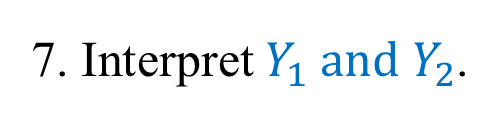 7. Interpret Y₁ and Y₂.